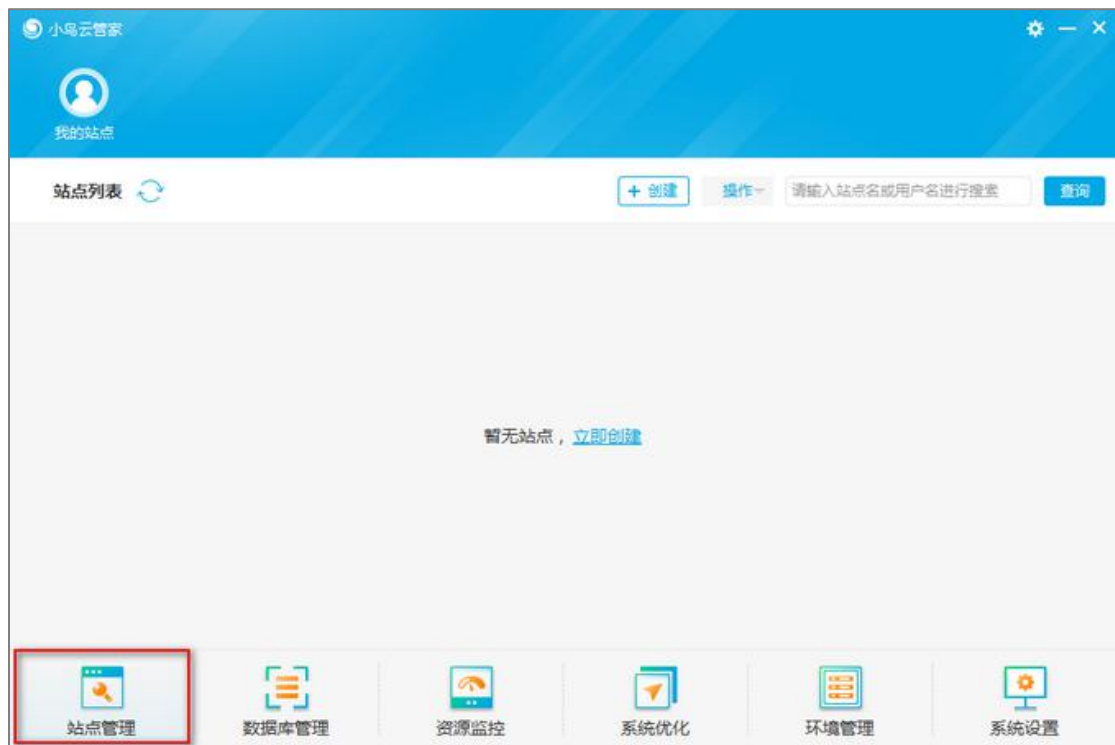 小鸟云管家
我的站点
站点列表
+ 创建 操作 请输入站点名或用户名进行搜索 查询
暂无站点，立即创建
站点管理 数据库管理 资源监控 系统优化 环境管理 系统设置